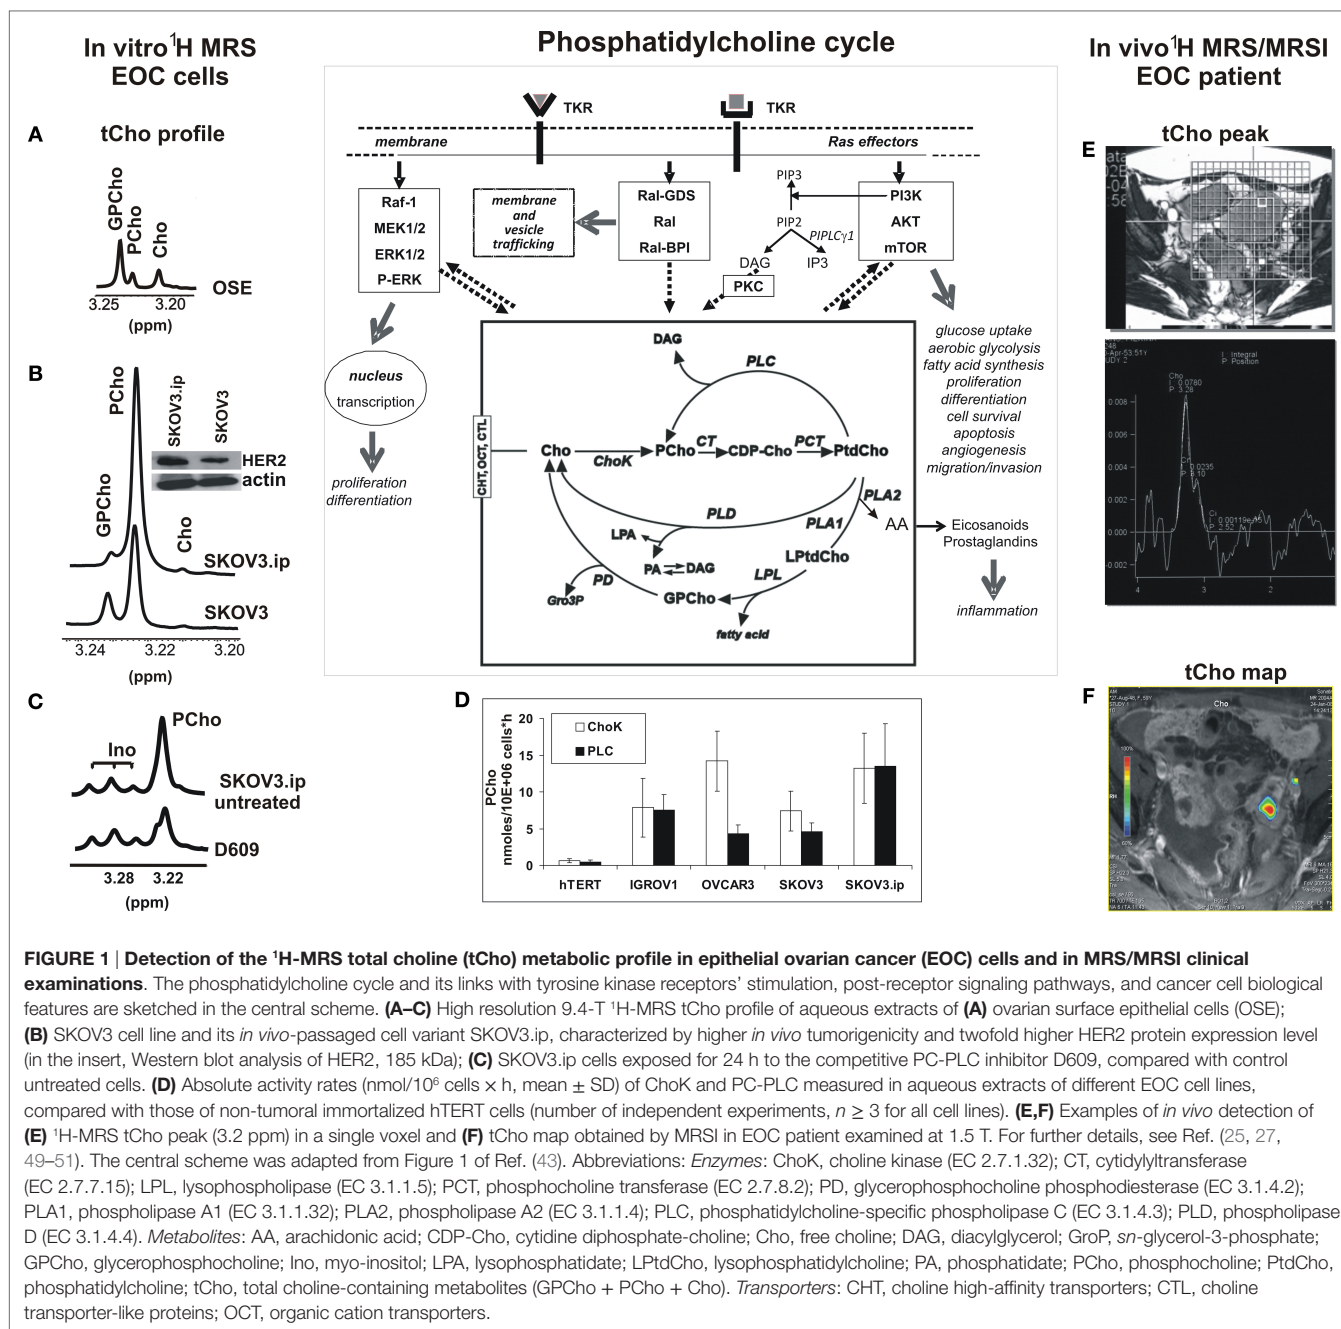 In vitro ¹H MRS
EOC cells
Phosphatidylcholine cycle
In vivo ¹H MRS/MRSI
EOC patient
A
tCho profile
GPCho
PCho
Cho
OSE
3.25
3.20
(ppm)
B
PCho
SKOV3.ip
SKOV3
HER2
actin
GPCho
Cho
SKOV3.ip
SKOV3
3.24
3.22
3.20
(ppm)
C
PCho
Ino
SKOV3.ip
untreated
D609
3.28
3.22
(ppm)
TKR
TKR
membrane
Ras effectors
Raf-1
MEK1/2
ERK1/2
P-ERK
membrane
and
vesicle
trafficking
Ral-GDS
Ral
Ral-BPI
PIP3
PIP2
PIPLCγ1
DAG
IP3
PKC
PI3K
AKT
mTOR
nucleus
transcription
proliferation
differentiation
glucose uptake
aerobic glycolysis
fatty acid synthesis
proliferation
differentiation
cell survival
apoptosis
angiogenesis
migration/invasion
DAG
PLC
CHT, OCT, CTL
Cho
ChoK
PCho
CT
CDP-Cho
PCT
PtdCho
PLA2
PLD
PLA1
AA
Eicosanoids
Prostaglandins
LPA
PA
DAG
LPtdCho
PD
LPL
Gro3P
GPCho
fatty acid
inflammation
D
PCho
nmoles/10E+06 cells*h
20
15
10
5
0
ChoK
PLC
hTERT
IGROV1
OVCAR3
SKOV3
SKOV3.ip
E
tCho peak
I: Integral
P: Position
Cho
I: 0.0780
P: 3.28
0.008
0.006
0.004
0.002
0.000
-0.002
4
3
2
F
tCho map
Cho
100%
60%
FIGURE 1 | Detection of the ¹H-MRS total choline (tCho) metabolic profile in epithelial ovarian cancer (EOC) cells and in MRS/MRSI clinical
examinations. The phosphatidylcholine cycle and its links with tyrosine kinase receptors' stimulation, post-receptor signaling pathways, and cancer cell biological
features are sketched in the central scheme. (A–C) High resolution 9.4-T ¹H-MRS tCho profile of aqueous extracts of (A) ovarian surface epithelial cells (OSE);
(B) SKOV3 cell line and its in vivo-passaged cell variant SKOV3.ip, characterized by higher in vivo tumorigenicity and twofold higher HER2 protein expression level
(in the insert, Western blot analysis of HER2, 185 kDa); (C) SKOV3.ip cells exposed for 24 h to the competitive PC-PLC inhibitor D609, compared with control
untreated cells. (D) Absolute activity rates (nmol/10⁶ cells × h, mean ± SD) of ChoK and PC-PLC measured in aqueous extracts of different EOC cell lines,
compared with those of non-tumoral immortalized hTERT cells (number of independent experiments, n ≥ 3 for all cell lines). (E,F) Examples of in vivo detection of
(E) ¹H-MRS tCho peak (3.2 ppm) in a single voxel and (F) tCho map obtained by MRSI in EOC patient examined at 1.5 T. For further details, see Ref. (25, 27,
49–51). The central scheme was adapted from Figure 1 of Ref. (43). Abbreviations: Enzymes: ChoK, choline kinase (EC 2.7.1.32); CT, cytidylyltransferase
(EC 2.7.7.15); LPL, lysophospholipase (EC 3.1.1.5); PCT, phosphocholine transferase (EC 2.7.8.2); PD, glycerophosphocholine phosphodiesterase (EC 3.1.4.2);
PLA1, phospholipase A1 (EC 3.1.1.32); PLA2, phospholipase A2 (EC 3.1.1.4); PLC, phosphatidylcholine-specific phospholipase C (EC 3.1.4.3); PLD, phospholipase
D (EC 3.1.4.4). Metabolites: AA, arachidonic acid; CDP-Cho, cytidine diphosphate-choline; Cho, free choline; DAG, diacylglycerol; GroP, sn-glycerol-3-phosphate;
GPCho, glycerophosphocholine; Ino, myo-inositol; LPA, lysophosphatidate; LPtdCho, lysophosphatidylcholine; PA, phosphatidate; PCho, phosphocholine; PtdCho,
phosphatidylcholine; tCho, total choline-containing metabolites (GPCho + PCho + Cho). Transporters: CHT, choline high-affinity transporters; CTL, choline
transporter-like proteins; OCT, organic cation transporters.